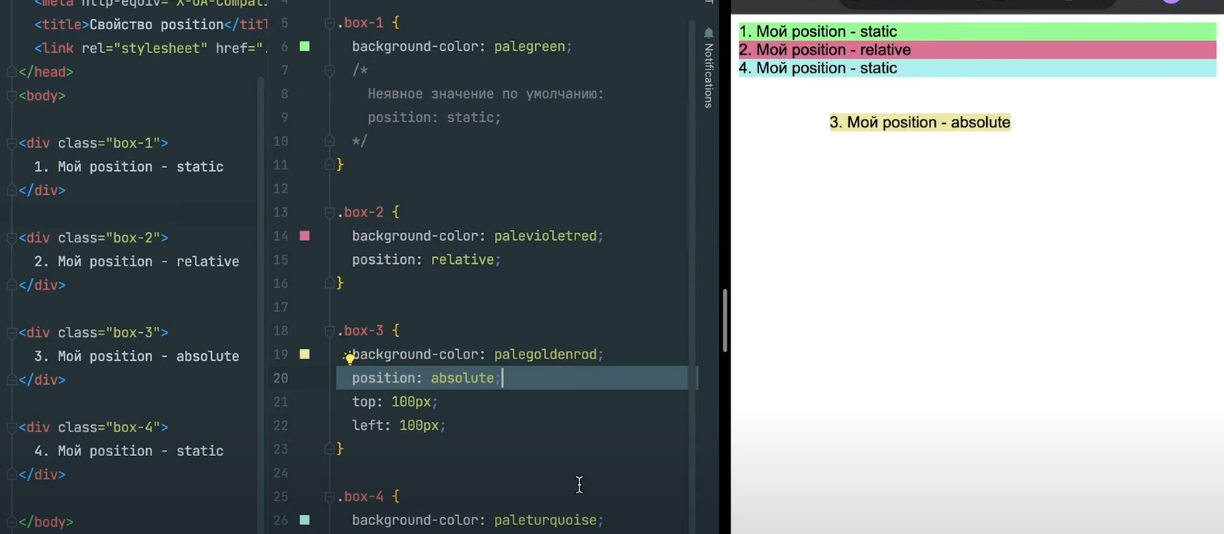 <meta http-equiv="X-UA-Compati
<title>Свойство position</titl
<link rel="stylesheet" href=".
</head>
<body>
<div class="box-1">
1. Мой position - static
</div>
<div class="box-2">
2. Мой position - relative
</div>
<div class="box-3">
3. Мой position - absolute
</div>
<div class="box-4">
4. Мой position - static
</div>
</body>
4
5 .box-1 {
6 background-color: palegreen;
7 /*
8 Неявное значение по умолчанию:
9 position: static;
10 */
11 }
12
13 .box-2 {
14 background-color: palevioletred;
15 position: relative;
16 }
17
18 .box-3 {
19 background-color: palegoldenrod;
20 position: absolute;
21 top: 100px;
22 left: 100px;
23 }
24
25 .box-4 {
26 background-color: paleturquoise;
Notifications
1. Мой position - static
2. Мой position - relative
4. Мой position - static
3. Мой position - absolute